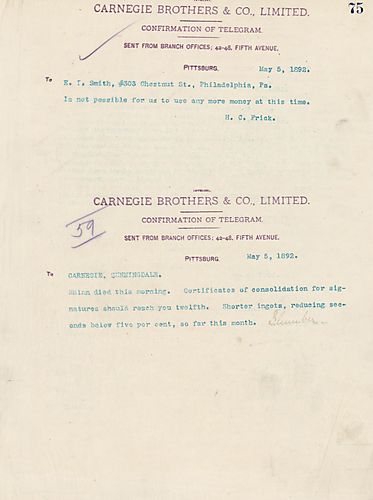 75
CARNEGIE BROTHERS & CO., LIMITED.
CONFIRMATION OF TELEGRAM.
SENT FROM BRANCH OFFICES; 42-48, FIFTH AVENUE.
PITTSBURG, May 5, 1892.
To E. I. Smith, #303 Chestnut St., Philadelphia, Pa.
Is not possible for us to use any more money at this time.
H. C. Frick.
CARNEGIE BROTHERS & CO., LIMITED.
59
CONFIRMATION OF TELEGRAM.
SENT FROM BRANCH OFFICES; 42-48, FIFTH AVENUE.
PITTSBURG, May 5, 1892.
To CARNEGIE, SUNNINGDALE.
died this morning. Certificates of consolidation for sig-
natures should reach you twelfth. Shorter ingots, reducing sec-
onds below five per cent, so far this month.